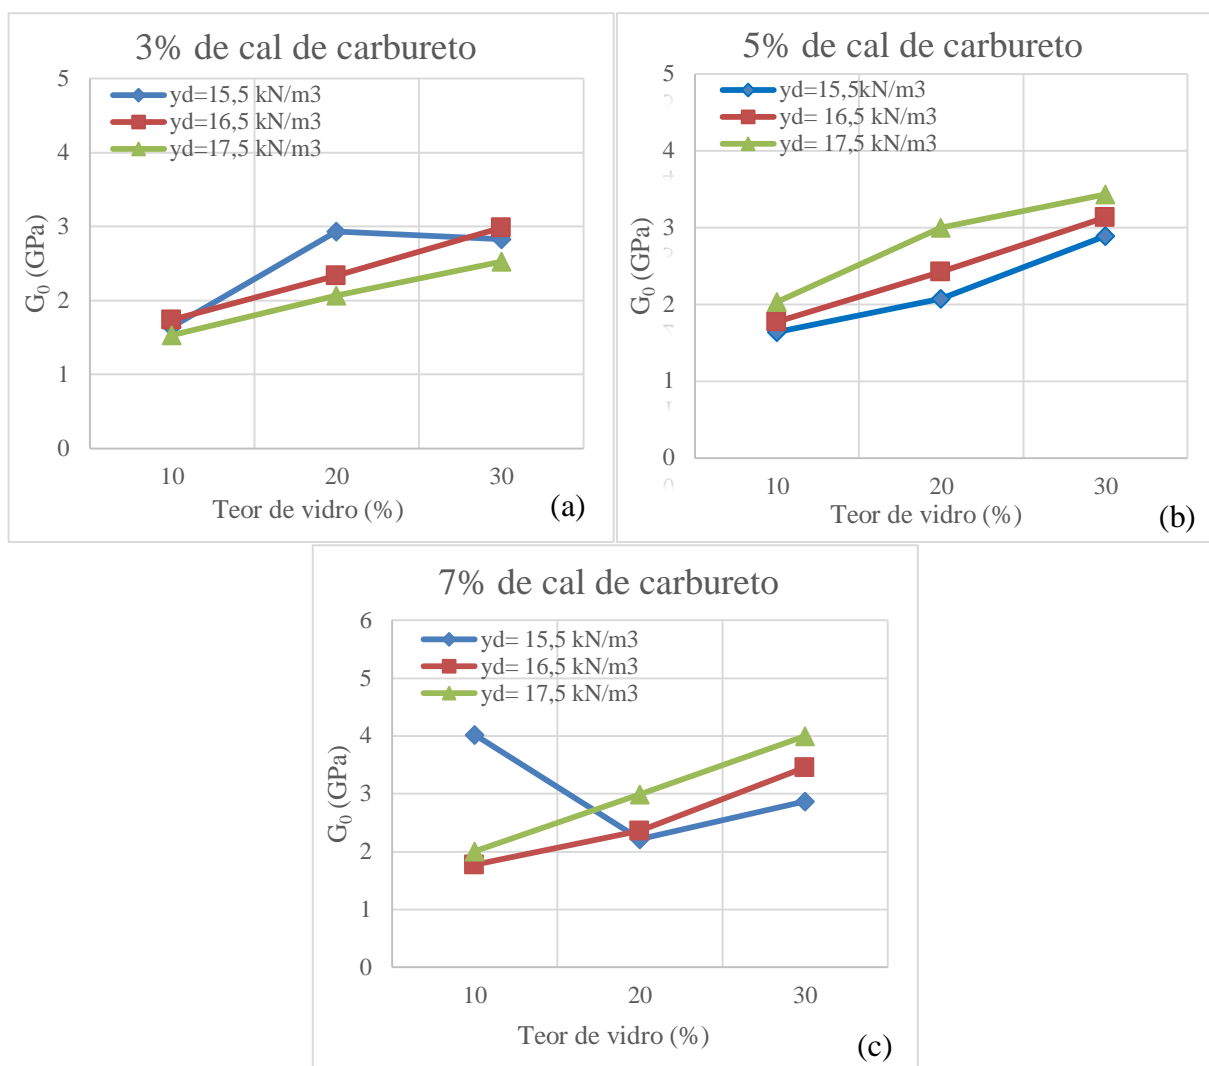 3% de cal de carbureto
5
4
3
2
1
0
G0 (GPa)
yd=15,5 kN/m3
yd=16,5 kN/m3
yd=17,5 kN/m3
10 20 30
Teor de vidro (%)
(a)
5% de cal de carbureto
5
4
3
2
1
0
G0 (GPa)
yd=15,5kN/m3
yd= 16,5 kN/m3
yd= 17,5 kN/m3
10 20 30
Teor de vidro (%)
(b)
7% de cal de carbureto
6
5
4
3
2
1
0
G0 (GPa)
yd= 15,5 kN/m3
yd= 16,5 kN/m3
yd= 17,5 kN/m3
10 20 30
Teor de vidro (%)
(c)